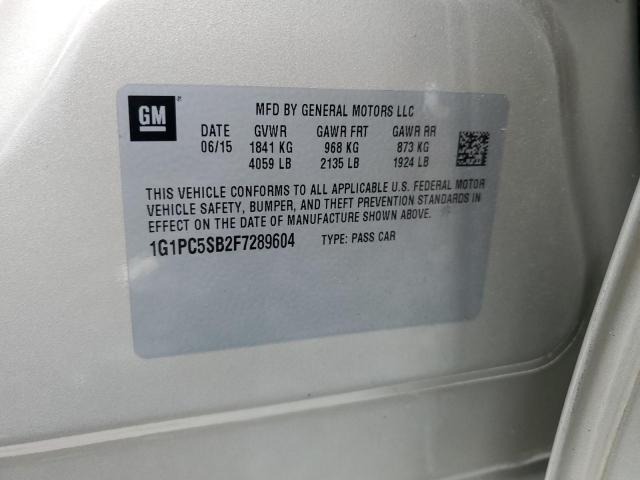 GM
MFD BY GENERAL MOTORS LLC
DATE GVWR GAWR FRT GAWR RR
06/15 1841 KG 968 KG 873 KG
4059 LB 2135 LB 1924 LB
THIS VEHICLE CONFORMS TO ALL APPLICABLE U.S. FEDERAL MOTOR
VEHICLE SAFETY, BUMPER, AND THEFT PREVENTION STANDARDS IN
EFFECT ON THE DATE OF MANUFACTURE SHOWN ABOVE.
1G1PC5SB2F7289604 TYPE: PASS CAR